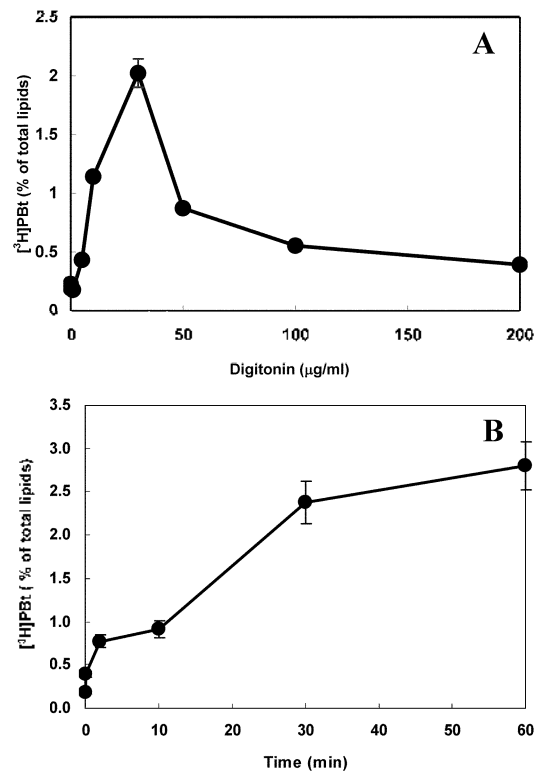 A
[³H]PBt (% of total lipids)
2.5
2
1.5
1
0.5
0
0 50 100 150 200
Digitonin (μg/ml)
B
[³H]PBt ( % of total lipids)
3.5
3.0
2.5
2.0
1.5
1.0
0.5
0.0
0 10 20 30 40 50 60
Time (min)